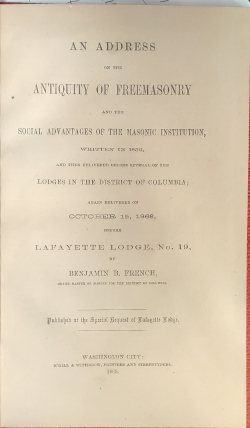 AN ADDRESS
ON THE
ANTIQUITY OF FREEMASONRY
AND THE
SOCIAL ADVANTAGES OF THE MASONIC INSTITUTION,
WRITTEN IN
AND THEN DELIVERED BEFORE SEVERAL OF THE
LODGES IN THE DISTRICT OF COLUMBIA;
AGAIN DELIVERED ON
OCTOBER 15, 1868,
BEFORE
LAFAYETTE LODGE, No. 19,
BY
BENJAMIN B. FRENCH,
GRAND MASTER OF MASONS FOR THE DISTRICT OF COLUMBIA.
Published at the Special Request of Lafayette Lodge.
WASHINGTON CITY:
PRINTERS AND STEREOTYPERS,
1868.